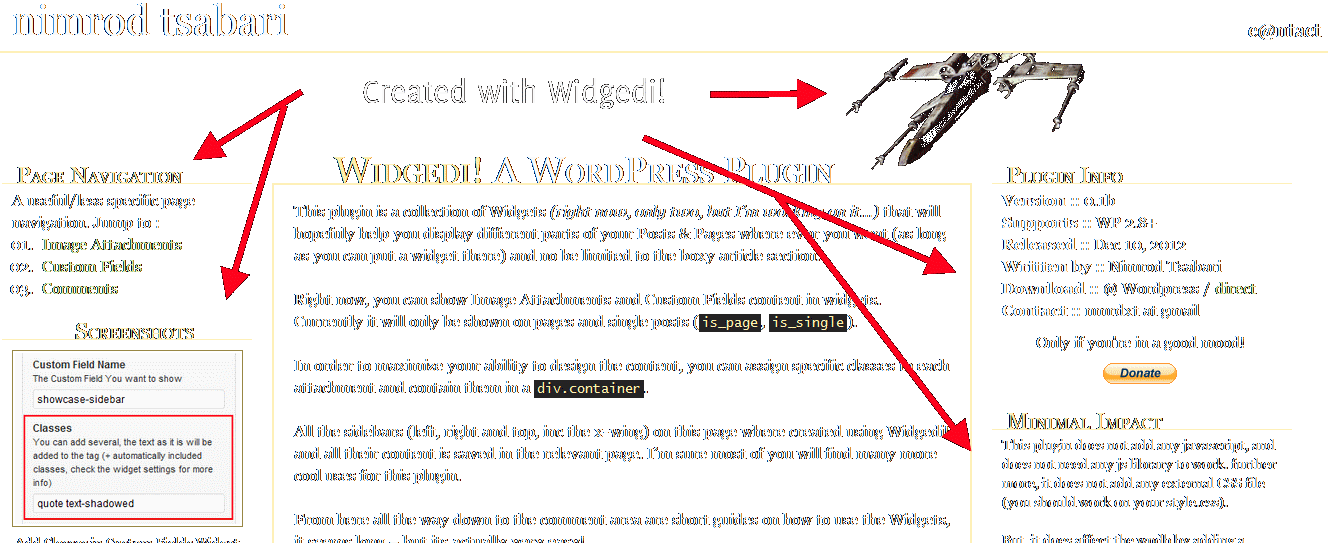 nimrod tsabari
c@ntact
Created with Widgedi!
Page Navigation
A useful/less specific page
navigation. Jump to :
01. Image Attachments
02. Custom Fields
03. Comments
Screenshots
Custom Field Name
The Custom Field You want to show
showcase-sidebar
Classes
You can add several, the text as it is will be
added to the tag (+ automatically included
classes, check the widget settings for more
info)
quote text-shadowed
Widgedi! A WordPress Plugin
This plugin is a collection of Widgets (right now, only two, but I'm working on it...) that will
hopefully help you display different parts of your Posts & Pages where ever you want (as long
as you can put a widget there) and no be limited to the boxy article section.
Right now, you can show Image Attachments and Custom Fields content in widgets.
Currently it will only be shown on pages and single posts (is_page, is_single).
In order to maximize your ability to design the content, you can assign specific classes to each
attachment and contain them in a div.container.
All the sidebars (left, right and top, inc the x-wing) on this page where created using Widgedi!
and all their content is saved in the relevant page. I'm sure most of you will find many more
cool uses for this plugin.
From here all the way down to the comment area are short guides on how to use the Widgets,
Plugin Info
Version :: 0.1b
Supports :: WP 2.8+
Released :: Dec 10, 2012
Written by :: Nimrod Tsabari
Download :: @ Wordpress / direct
Contact :: at gmail
Only if you're in a good mood!
Donate
Minimal Impact
This plugin does not add any javascript, and
does not need any js library to work. further
more, it does not add any external CSS file
(you should work on your style.css).
But, it does affect the by adding a